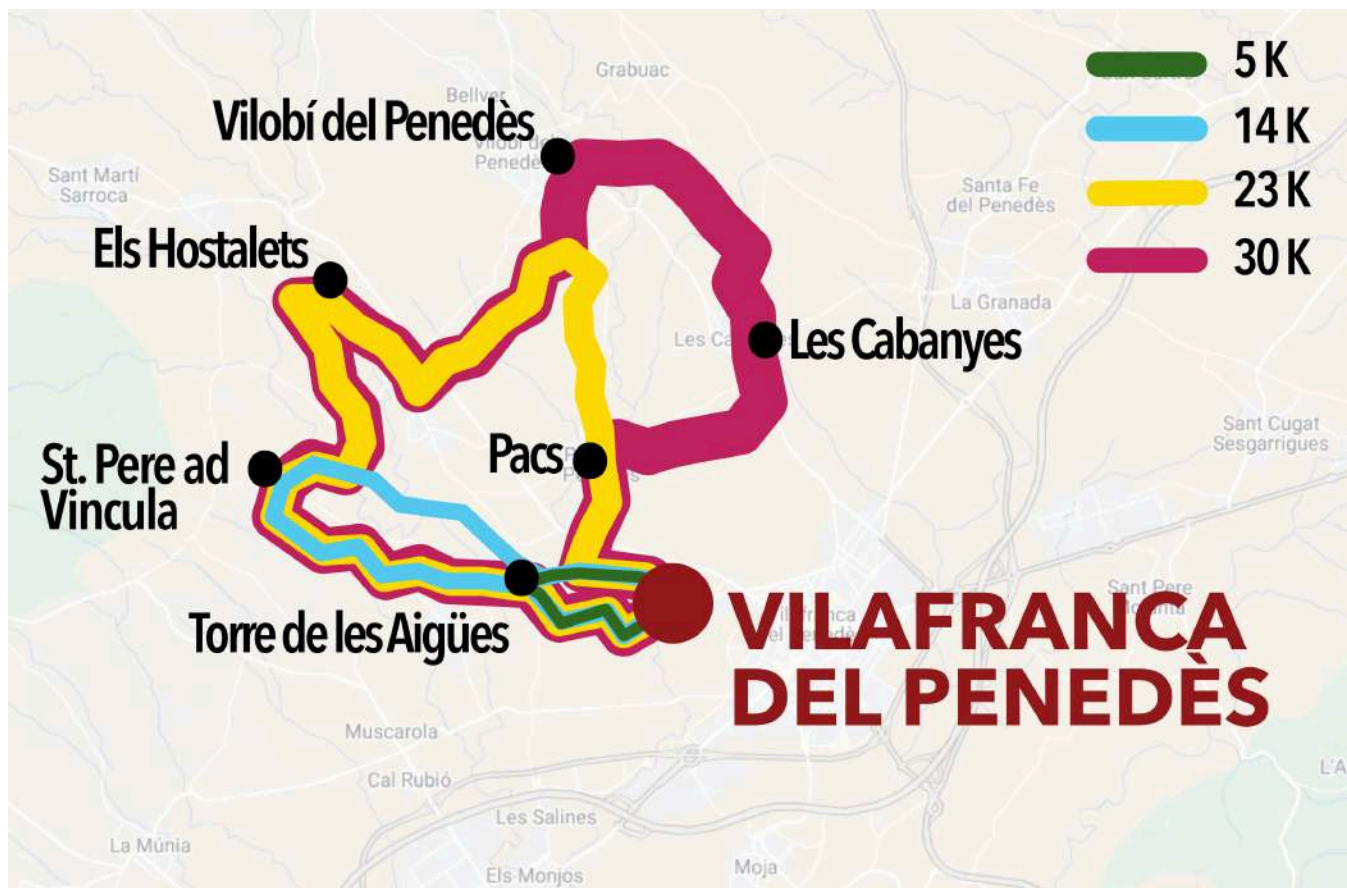 5 K
Grabuac
Bellver
Vilobí del Penedès
14 K
Sant Martí
Sarroca
Santa Fe
del Penedès
23 K
Els Hostalets
30 K
La Granada
Les Cabanyes
Sant Cugat
Sesgarrigues
St. Pere ad
Vincula
Pacs
Sant Pere
Torre de les Aigües
VILAFRANCA
DEL PENEDÈS
Muscarola
Cal Rubió
L'A
Les Salines
La Múnia
Els Monjos
Moja